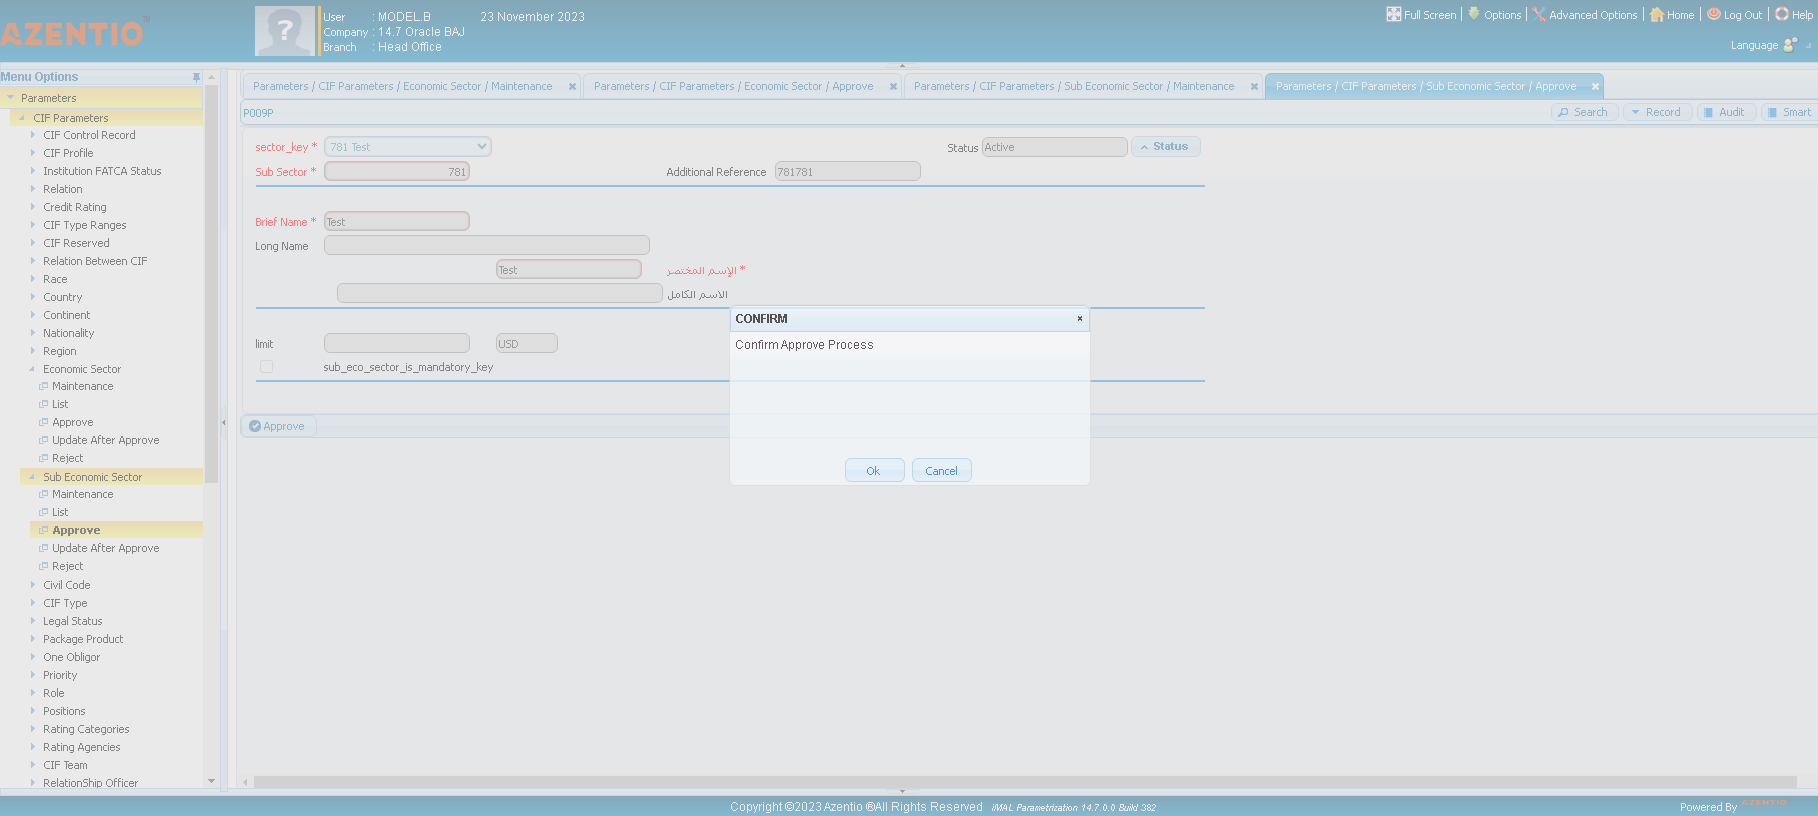 AZENTIO™
User : MODEL.B 23 November 2023
Company : 14.7 Oracle BAJ
Branch : Head Office
Full Screen Options Advanced Options Home Log Out Help
Language
Menu Options
Parameters
CIF Parameters
CIF Control Record
CIF Profile
Institution FATCA Status
Relation
Credit Rating
CIF Type Ranges
CIF Reserved
Relation Between CIF
Race
Country
Continent
Nationality
Region
Economic Sector
Maintenance
List
Approve
Update After Approve
Reject
Sub Economic Sector
Maintenance
List
Approve
Update After Approve
Reject
Civil Code
CIF Type
Legal Status
Package Product
One Obligor
Priority
Role
Positions
Rating Categories
Rating Agencies
CIF Team
RelationShip Officer
Parameters / CIF Parameters / Economic Sector / Maintenance
Parameters / CIF Parameters / Economic Sector / Approve
Parameters / CIF Parameters / Sub Economic Sector / Maintenance
Parameters / CIF Parameters / Sub Economic Sector / Approve
P009P
Search Record Audit Smart
sector_key * 781 Test
Status Active Status
Sub Sector * 781
Additional Reference 781781
Brief Name * Test
Long Name
Test الإسم المختصر *
الاسم الكامل
limit USD
sub_eco_sector_is_mandatory_key
Approve
CONFIRM
Confirm Approve Process
Ok Cancel
Copyright ©2023 Azentio ®All Rights Reserved iMAL Parametrization 14.7.0.0 Build 382
Powered By AZENTIO